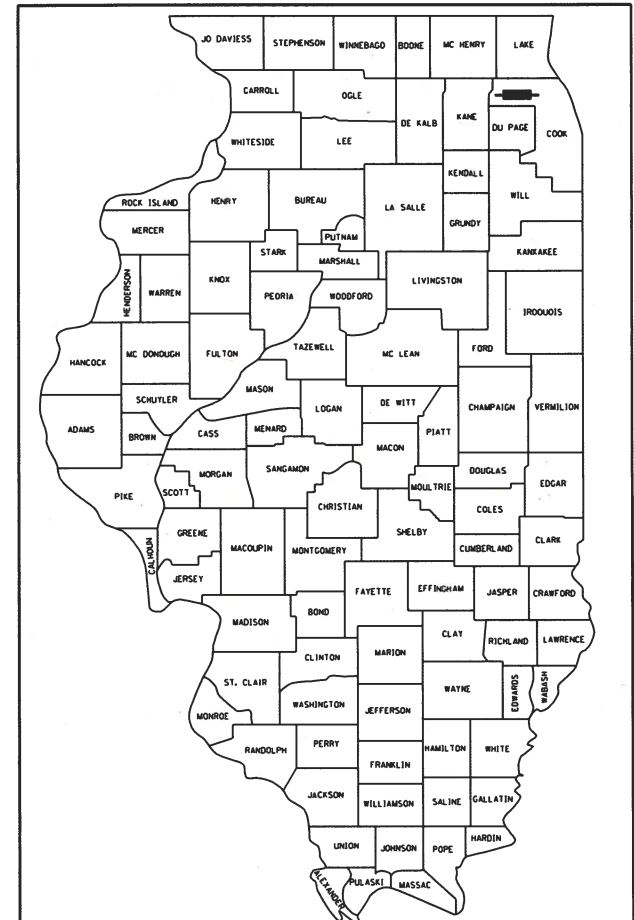 JO DAVIESS
STEPHENSON
WINNEBAGO
BOONE
MC HENRY
LAKE
CARROLL
OGLE
DE KALB
KANE
DU PAGE
COOK
WHITESIDE
LEE
KENDALL
WILL
ROCK ISLAND
HENRY
BUREAU
LA SALLE
GRUNDY
MERCER
PUTNAM
STARK
MARSHALL
KANKAKEE
HENDERSON
WARREN
KNOX
PEORIA
WOODFORD
LIVINGSTON
IROQUOIS
HANCOCK
MC DONOUGH
FULTON
TAZEWELL
MC LEAN
FORD
MASON
SCHUYLER
LOGAN
DE WITT
CHAMPAIGN
VERMILION
ADAMS
BROWN
CASS
MENARD
MACON
PIATT
SANGAMON
DOUGLAS
PIKE
SCOTT
MORGAN
MOULTRIE
EDGAR
CHRISTIAN
COLES
SHELBY
GREENE
MACOUPIN
MONTGOMERY
CUMBERLAND
CLARK
CALHOUN
JERSEY
FAYETTE
EFFINGHAM
JASPER
CRAWFORD
MADISON
BOND
CLAY
RICHLAND
LAWRENCE
CLINTON
MARION
ST. CLAIR
WAYNE
EDWARDS
WABASH
MONROE
WASHINGTON
JEFFERSON
RANDOLPH
PERRY
HAMILTON
WHITE
FRANKLIN
JACKSON
WILLIAMSON
SALINE
GALLATIN
UNION
JOHNSON
POPE
HARDIN
ALEXANDER
PULASKI
MASSAC